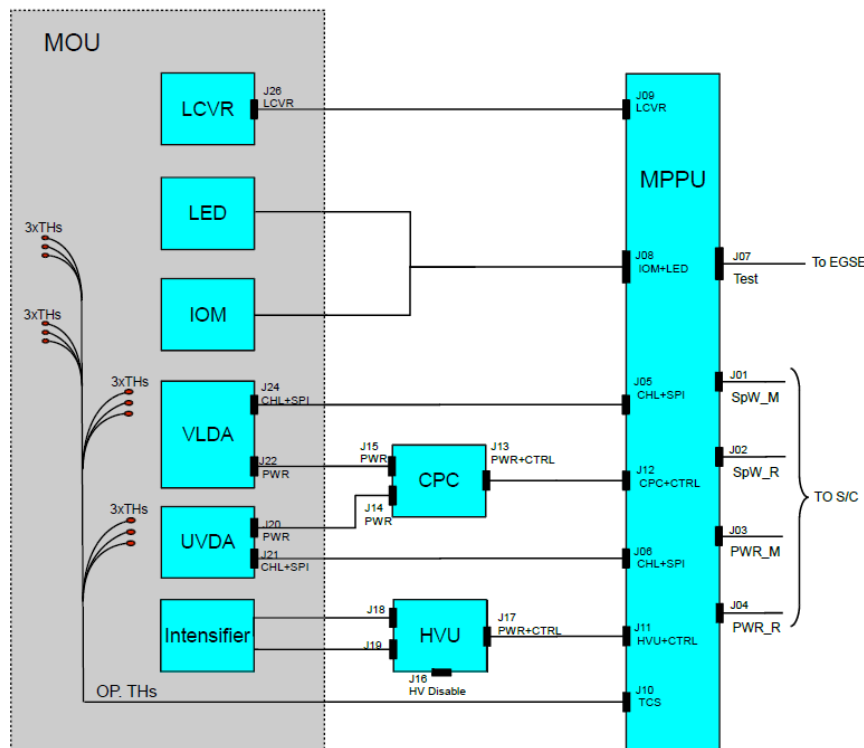 MOU
J26
LCVR
LCVR
J09
LCVR
MPPU
LED
3xTHs
J08
IOM+LED
J07
Test
To EGSE
IOM
3xTHs
3xTHs
J24
CHL+SPI
VLDA
J22
PWR
J05
CHL+SPI
J01
SpW_M
J15
PWR
CPC
J13
PWR+CTRL
J14
PWR
J12
CPC+CTRL
J02
SpW_R
TO S/C
3xTHs
UVDA
J20
PWR
J21
CHL+SPI
J06
CHL+SPI
J03
PWR_M
Intensifier
J18
J19
HVU
J17
PWR+CTRL
J16
HV Disable
J11
HVU+CTRL
J04
PWR_R
OP. THs
J10
TCS